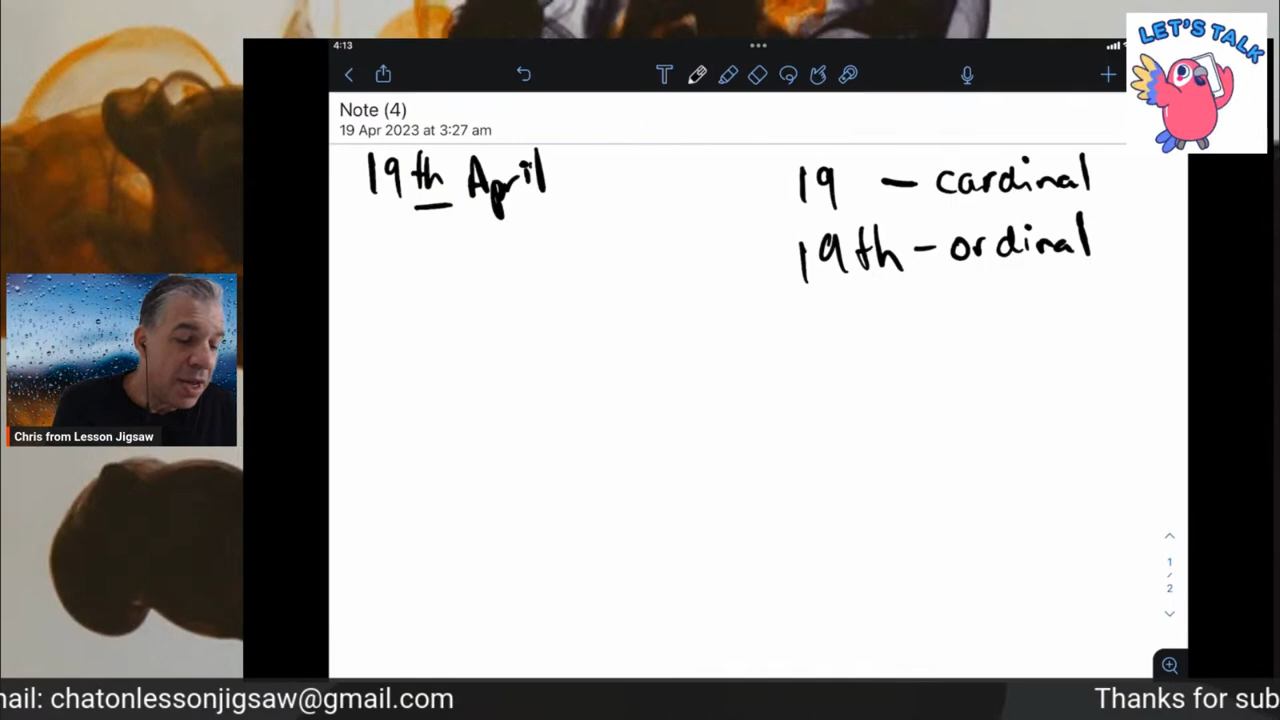 4:13
LET'S TALK
T
Note (4)
19 Apr 2023 at 3:27 am
19th April
19 – cardinal
19th – ordinal
Chris from Lesson Jigsaw
1
/
2
nail: chatonlessonjigsaw@gmail.com
Thanks for sub